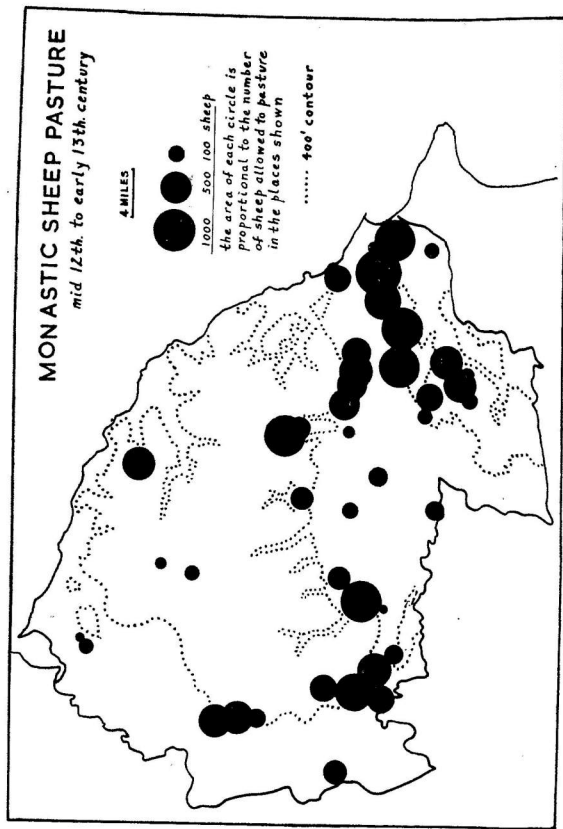 MONASTIC SHEEP PASTURE
mid 12th. to early 13th. century
4 MILES
1000 500 100 sheep
the area of each circle is
proportional to the number
of sheep allowed to pasture
in the places shown
...... 400' contour